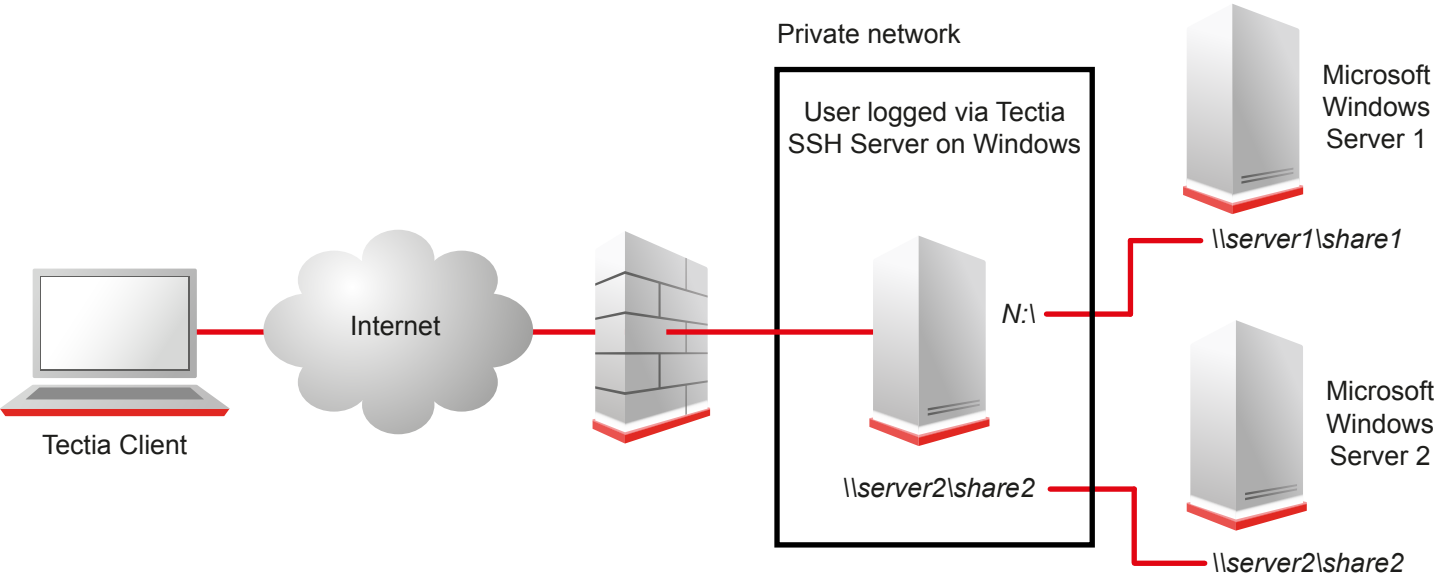 Private network
User logged via Tectia
SSH Server on Windows
Microsoft
Windows
Server 1
\\server1\share1
N:\
Internet
Tectia Client
Microsoft
Windows
Server 2
\\server2\share2
\\server2\share2